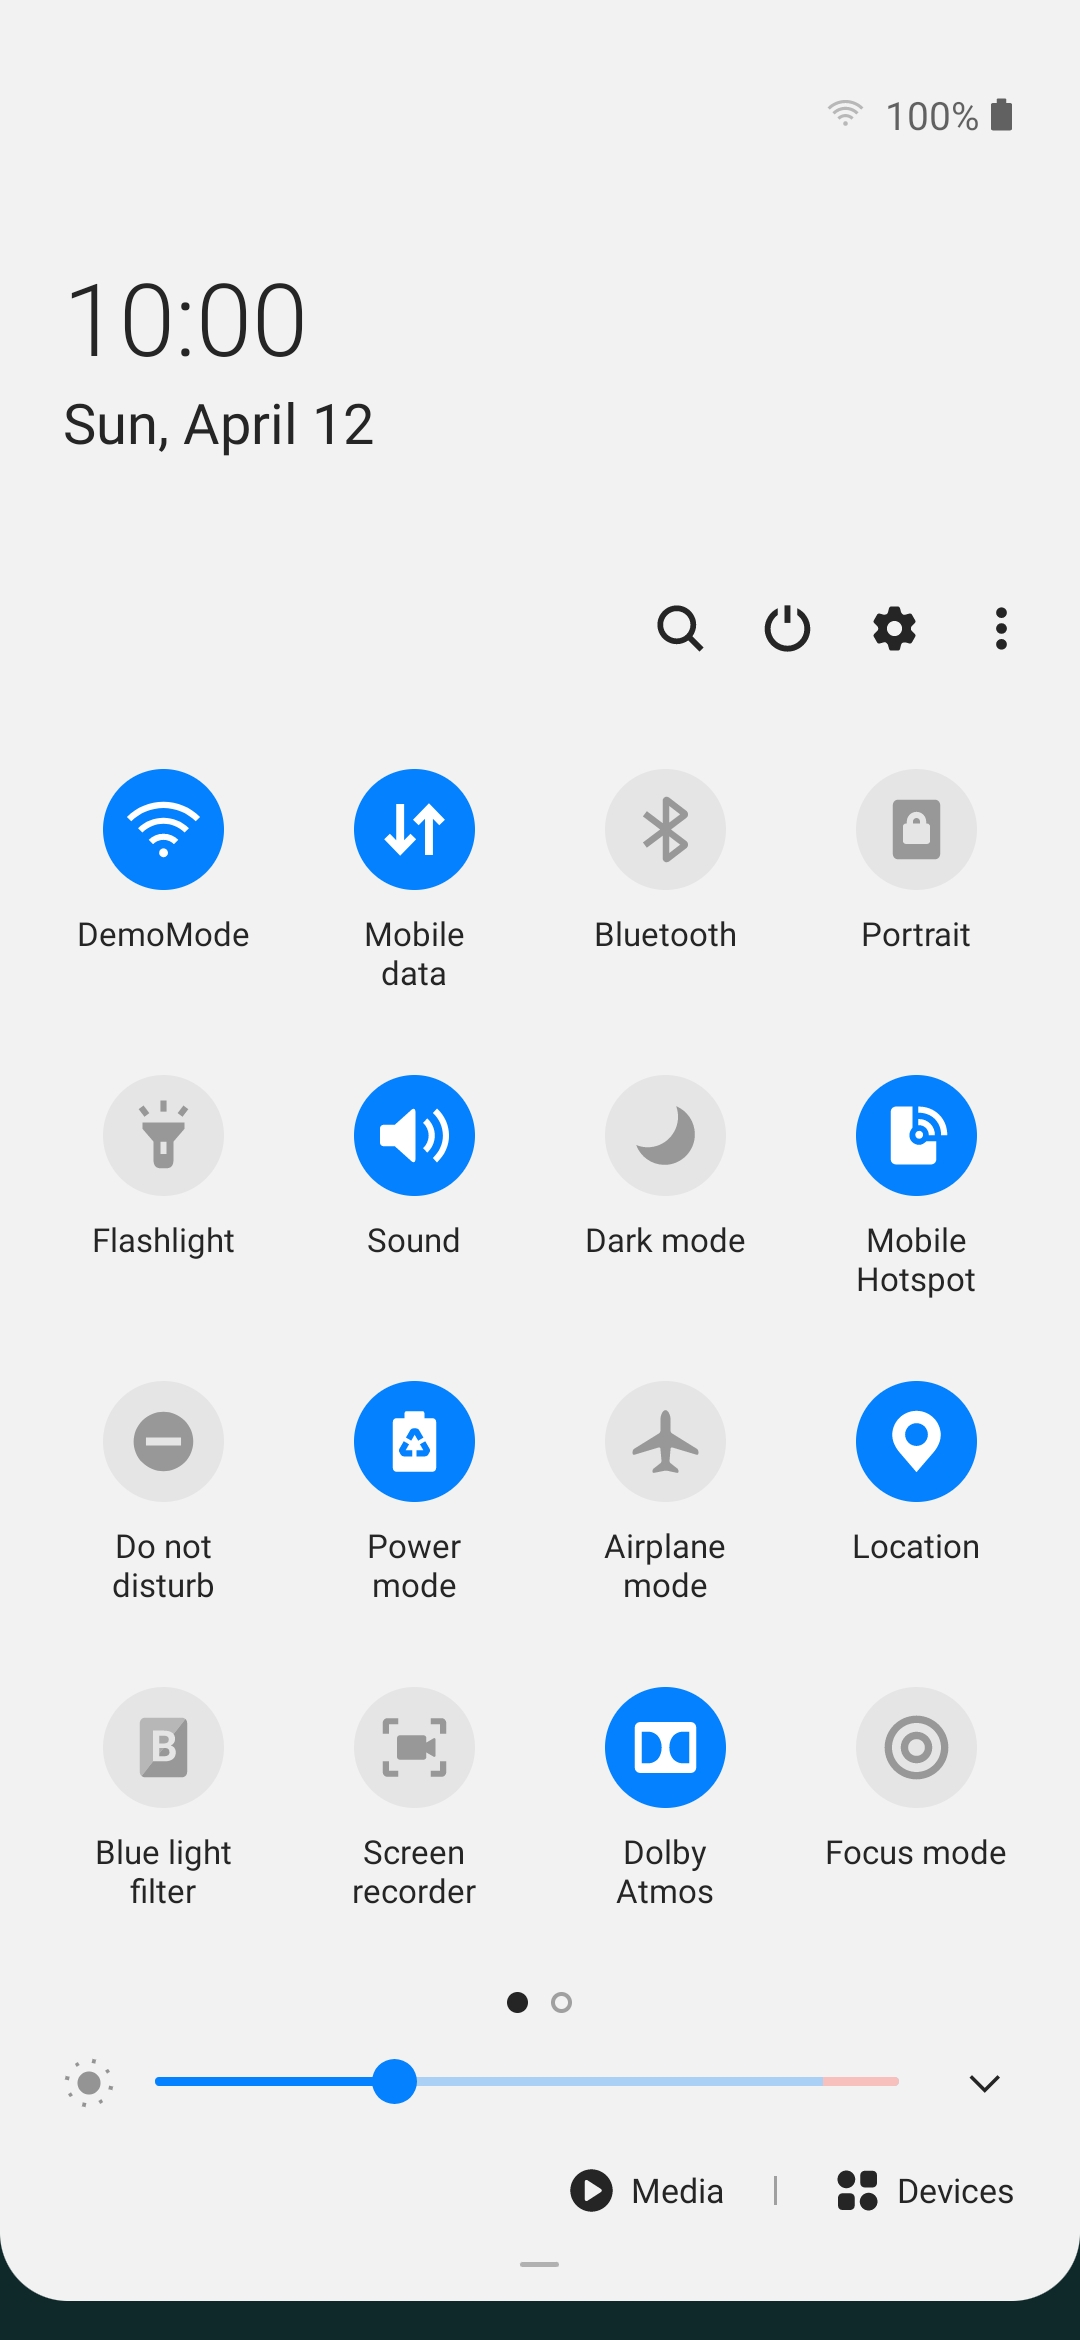 100%
10:00
Sun, April 12
DemoMode
Mobile
data
Bluetooth
Portrait
Flashlight
Sound
Dark mode
Mobile
Hotspot
Do not
disturb
Power
mode
Airplane
mode
Location
B
Blue light
filter
Screen
recorder
Dolby
Atmos
Focus mode
Media
Devices